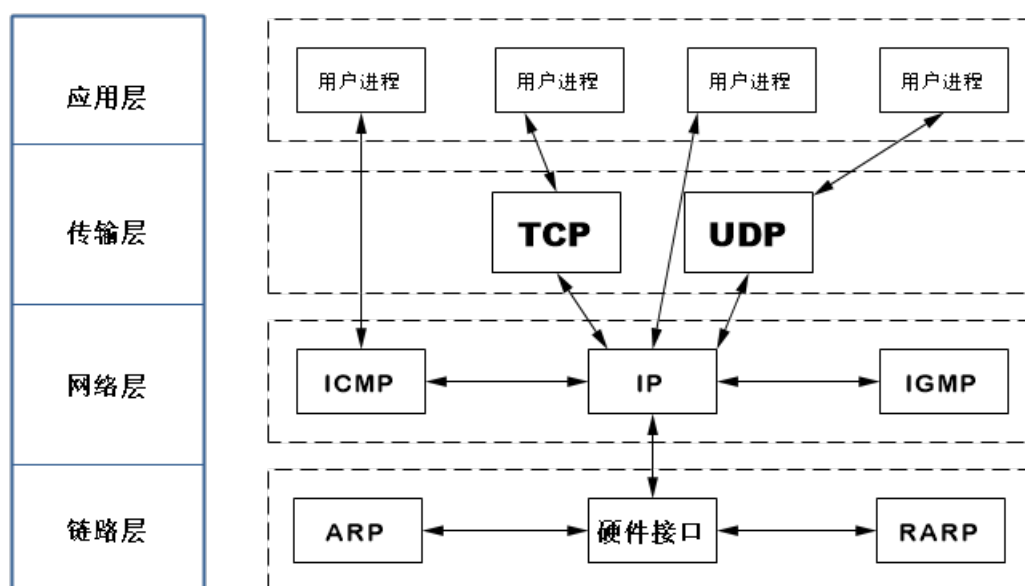 应用层
用户进程
用户进程
用户进程
用户进程
传输层
TCP
UDP
网络层
ICMP
IP
IGMP
链路层
ARP
硬件接口
RARP